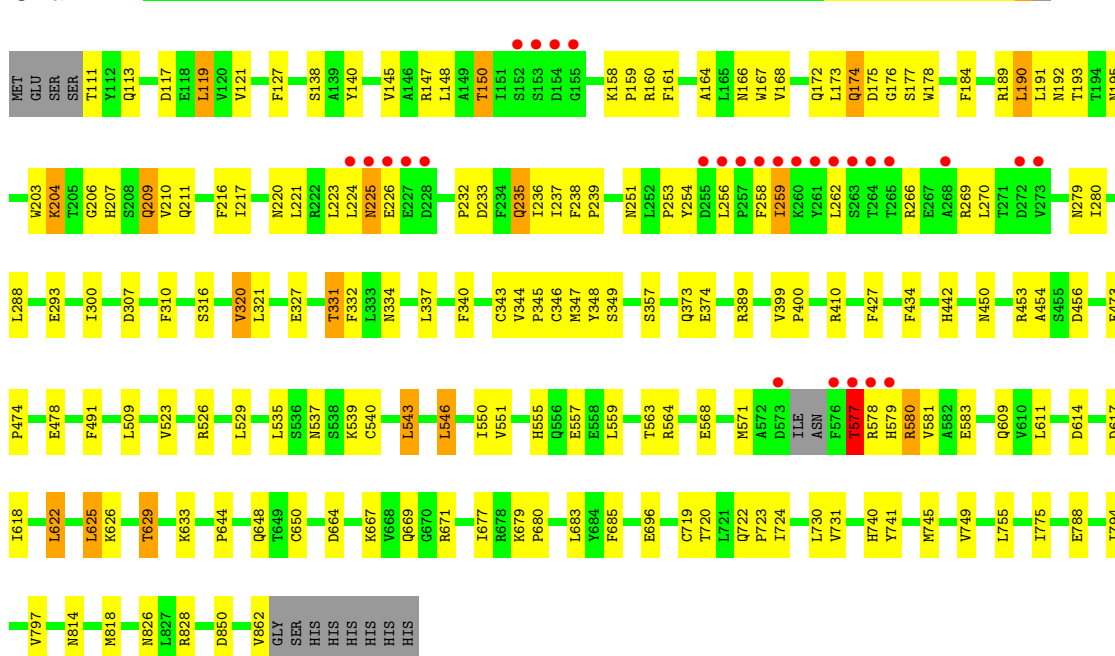 MET GLU SER SER T111 Y112 Q113 D117 E118 L119 V120 V121 F127 S138 A139 Y140 V145 A146 R147 L148 A149 T150 I151 S152 S153 D154 G155 K158 P159 R160 F161 A164 L165 N166 W167 V168 Q172 L173 Q174 D175 G176 S177 W178 F184 R189 L190 L191 N192 T193 T194 N195
W203 K204 T205 G206 H207 S208 Q209 V210 Q211 F216 I217 N220 L221 R222 L223 L224 N225 E226 E227 D228 P232 D233 F234 Q235 I236 I237 F238 P239 N251 L252 P253 Y254 D255 L256 P257 F258 I259 K260 Y261 L262 S263 T264 T265 R266 E267 A268 R269 L270 T271 D272 V273 N279 I280
L288 E293 I300 D307 F310 S316 V320 L321 E327 T331 F332 L333 N334 L337 F340 C343 V344 P345 C346 M347 Y348 S349 S357 Q373 E374 R389 V399 P400 R410 F427 F434 H442 N450 R453 A454 S455 D456
P474 E478 F491 L509 V523 R526 L529 L535 S536 N537 S538 K539 C540 L543 L546 I550 V551 H555 Q556 E557 E558 L559 T563 R564 E568 M571 A572 D573 ILE ASN F576 T577 R578 H579 R580 V581 A582 E583 Q609 V610 L611 D614 D617
I618 L622 L625 K626 T629 K633 P644 Q648 T649 C650 D664 K667 V668 Q669 G670 R671 I677 R678 K679 P680 L683 Y684 F685 E696 C719 T720 L721 Q722 P723 I724 L730 V731 H740 Y741 M745 V749 L755 I775 E788
V797 N814 M818 N826 L827 R828 D850 V862 GLY SER HIS HIS HIS HIS HIS HIS